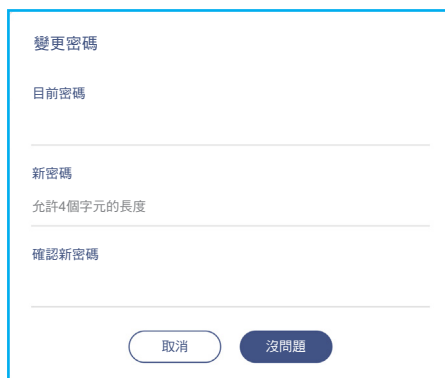 變更密碼
目前密碼
新密碼
允許4個字元的長度
確認新密碼
取消
沒問題